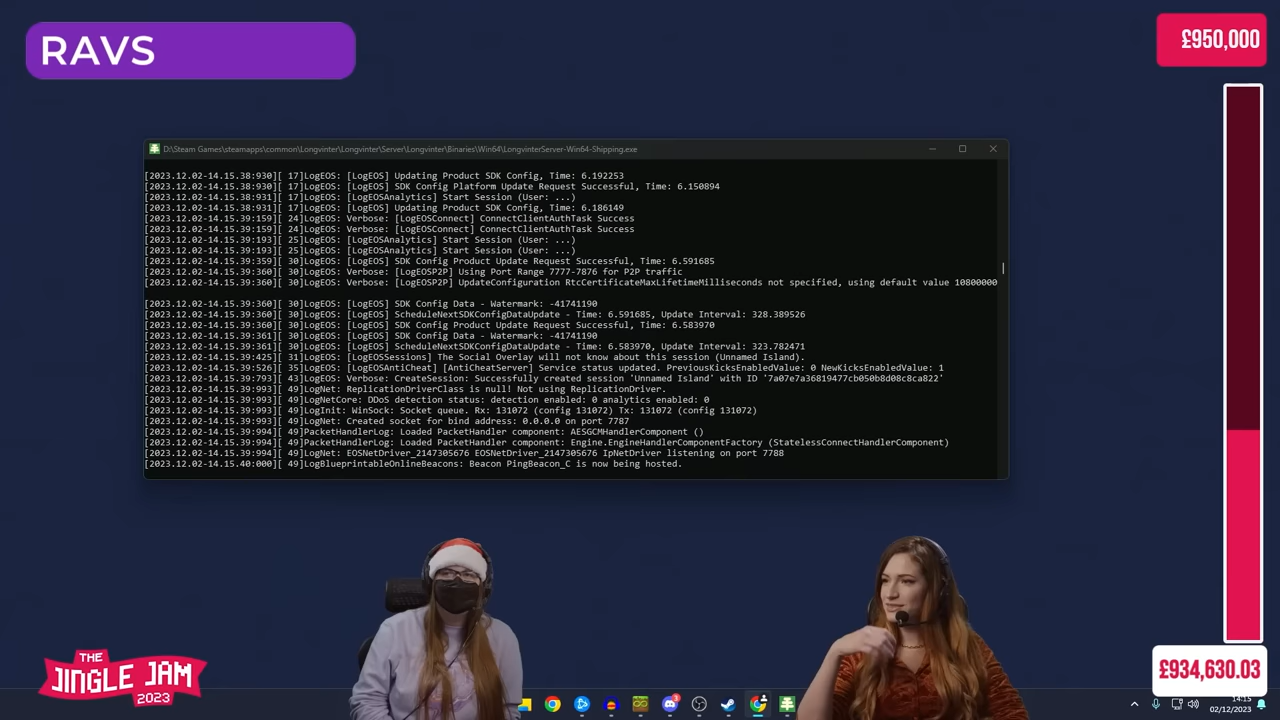 RAVS
£950,000
D:\Steam Games\steamapps\common\Longvinter\Longvinter\Server\Longvinter\Binaries\Win64\LongvinterServer-Win64-Shipping.exe
[2023.12.02-14.15.38:930][ 17]LogEOS: [LogEOS] Updating Product SDK Config, Time: 6.192253
[2023.12.02-14.15.38:930][ 17]LogEOS: [LogEOS] SDK Config Platform Update Request Successful, Time: 6.150894
[2023.12.02-14.15.38:931][ 17]LogEOS: [LogEOSAnalytics] Start Session (User: ...)
[2023.12.02-14.15.38:931][ 17]LogEOS: [LogEOS] Updating Product SDK Config, Time: 6.186149
[2023.12.02-14.15.39:159][ 24]LogEOS: Verbose: [LogEOSConnect] ConnectClientAuthTask Success
[2023.12.02-14.15.39:159][ 24]LogEOS: Verbose: [LogEOSConnect] ConnectClientAuthTask Success
[2023.12.02-14.15.39:193][ 25]LogEOS: [LogEOSAnalytics] Start Session (User: ...)
[2023.12.02-14.15.39:193][ 25]LogEOS: [LogEOSAnalytics] Start Session (User: ...)
[2023.12.02-14.15.39:359][ 30]LogEOS: [LogEOS] SDK Config Product Update Request Successful, Time: 6.591685
[2023.12.02-14.15.39:360][ 30]LogEOS: Verbose: [LogEOSP2P] Using Port Range 7777-7876 for P2P traffic
[2023.12.02-14.15.39:360][ 30]LogEOS: Verbose: [LogEOSP2P] UpdateConfiguration RtcCertificateMaxLifetimeMilliseconds not specified, using default value 10800000
[2023.12.02-14.15.39:360][ 30]LogEOS: [LogEOS] SDK Config Data - Watermark: -41741190
[2023.12.02-14.15.39:360][ 30]LogEOS: [LogEOS] ScheduleNextSDKConfigDataUpdate - Time: 6.591685, Update Interval: 328.389526
[2023.12.02-14.15.39:360][ 30]LogEOS: [LogEOS] SDK Config Product Update Request Successful, Time: 6.583970
[2023.12.02-14.15.39:361][ 30]LogEOS: [LogEOS] SDK Config Data - Watermark: -41741190
[2023.12.02-14.15.39:361][ 30]LogEOS: [LogEOS] ScheduleNextSDKConfigDataUpdate - Time: 6.583970, Update Interval: 323.782471
[2023.12.02-14.15.39:425][ 31]LogEOS: [LogEOSSessions] The Social Overlay will not know about this session (Unnamed Island).
[2023.12.02-14.15.39:526][ 35]LogEOS: [LogEOSAntiCheat] [AntiCheatServer] Service status updated. PreviousKicksEnabledValue: 0 NewKicksEnabledValue: 1
[2023.12.02-14.15.39:793][ 43]LogEOS: Verbose: CreateSession: Successfully created session 'Unnamed Island' with ID '7a07e7a36819477cb050b8d08c8ca822'
[2023.12.02-14.15.39:993][ 49]LogNet: ReplicationDriverClass is null! Not using ReplicationDriver.
[2023.12.02-14.15.39:993][ 49]LogNetCore: DDoS detection status: detection enabled: 0 analytics enabled: 0
[2023.12.02-14.15.39:993][ 49]LogInit: WinSock: Socket queue. Rx: 131072 (config 131072) Tx: 131072 (config 131072)
[2023.12.02-14.15.39:993][ 49]LogNet: Created socket for bind address: 0.0.0.0 on port 7787
[2023.12.02-14.15.39:994][ 49]PacketHandlerLog: Loaded PacketHandler component: AESGCMHandlerComponent ()
[2023.12.02-14.15.39:994][ 49]PacketHandlerLog: Loaded PacketHandler component: Engine.EngineHandlerComponentFactory (StatelessConnectHandlerComponent)
[2023.12.02-14.15.39:994][ 49]LogNet: EOSNetDriver_2147305676 EOSNetDriver_2147305676 IpNetDriver listening on port 7788
[2023.12.02-14.15.40:000][ 49]LogBlueprintableOnlineBeacons: Beacon PingBeacon_C is now being hosted.
THE
JINGLE JAM
2023
£934,630.03
14:15
02/12/2023